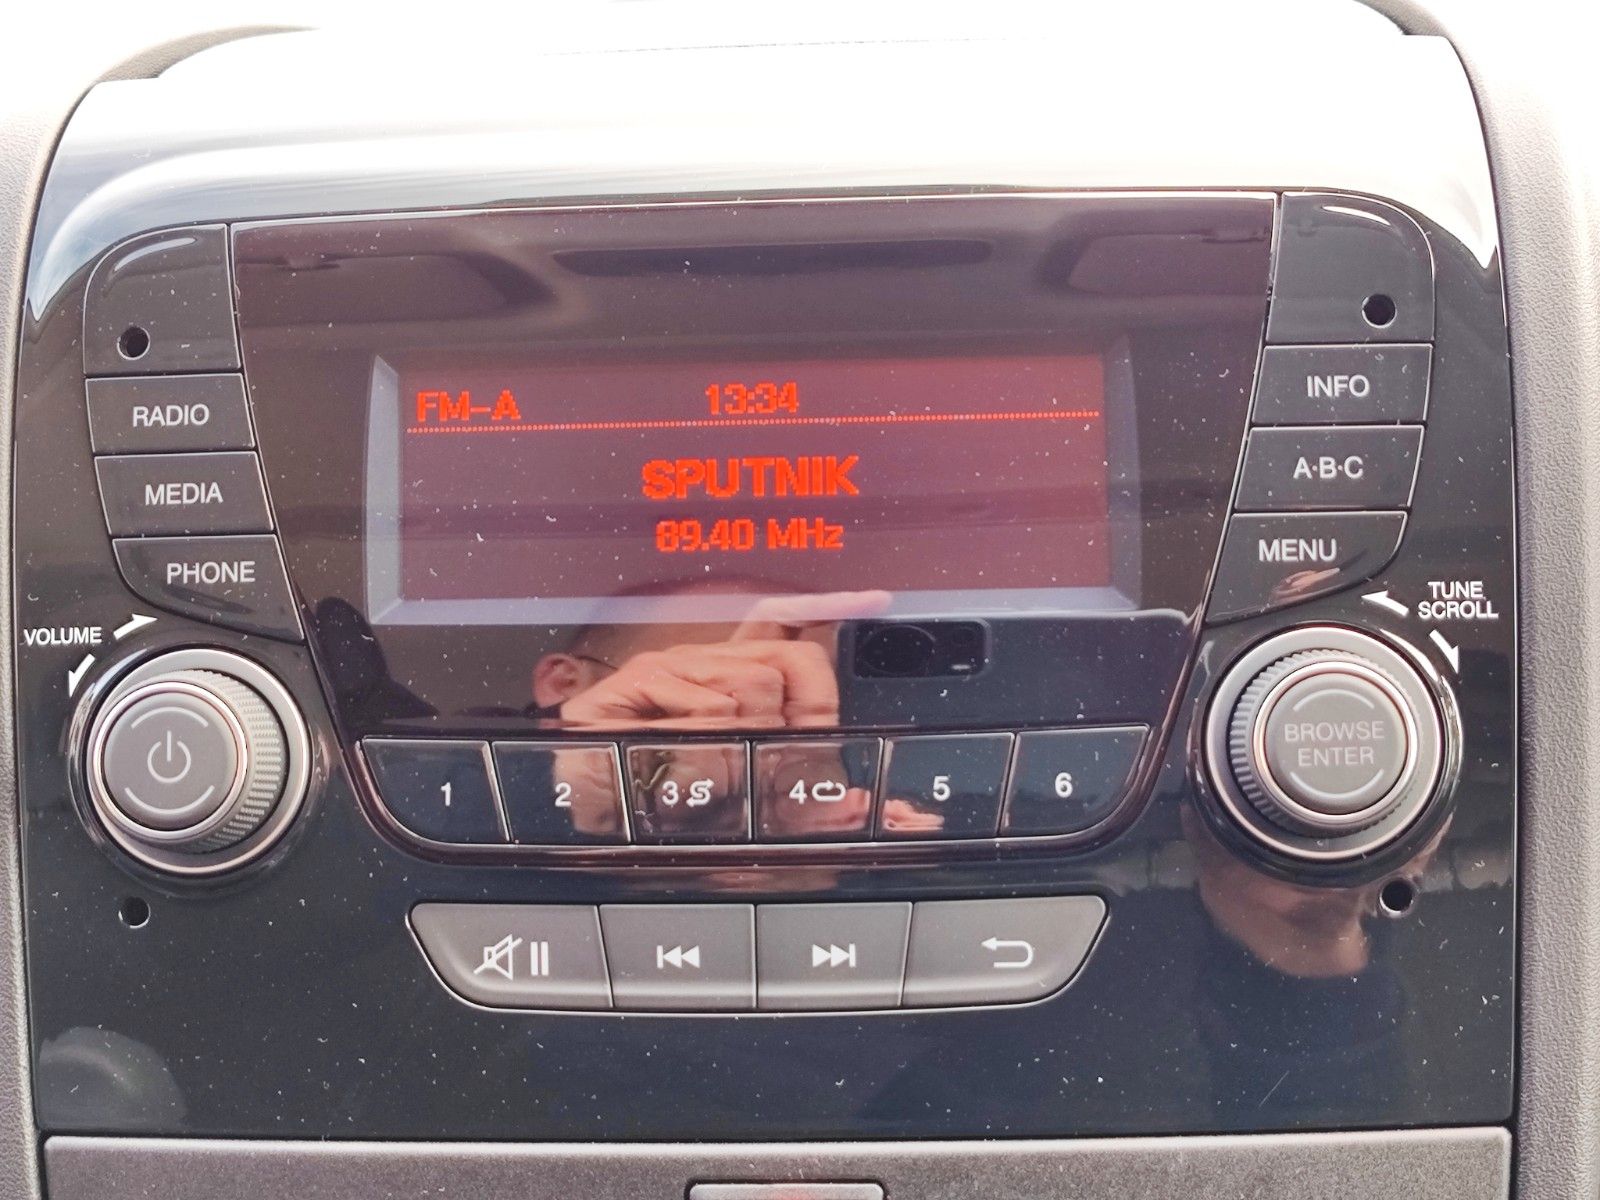 FM-A 13:34
SPUTNIK
89.40 MHz
RADIO
MEDIA
PHONE
VOLUME
INFO
A·B·C
MENU
TUNE
SCROLL
BROWSE
ENTER
1 2 3 4 5 6